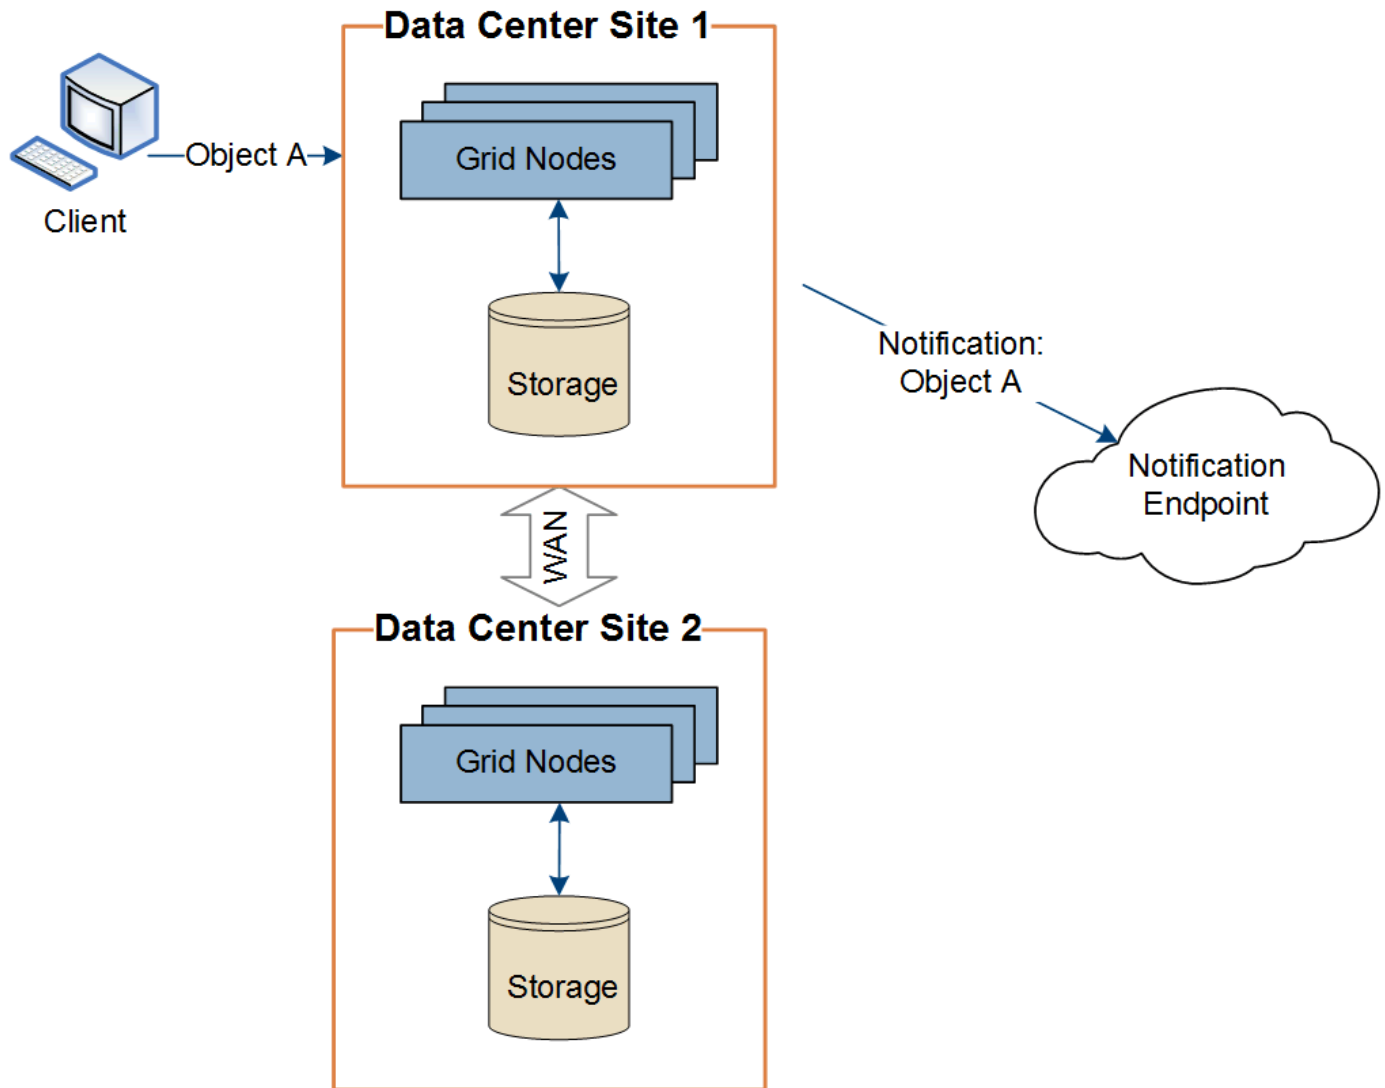 Data Center Site 1
Object A
Client
Grid Nodes
Storage
Notification:
Object A
Notification
Endpoint
WAN
Data Center Site 2
Grid Nodes
Storage